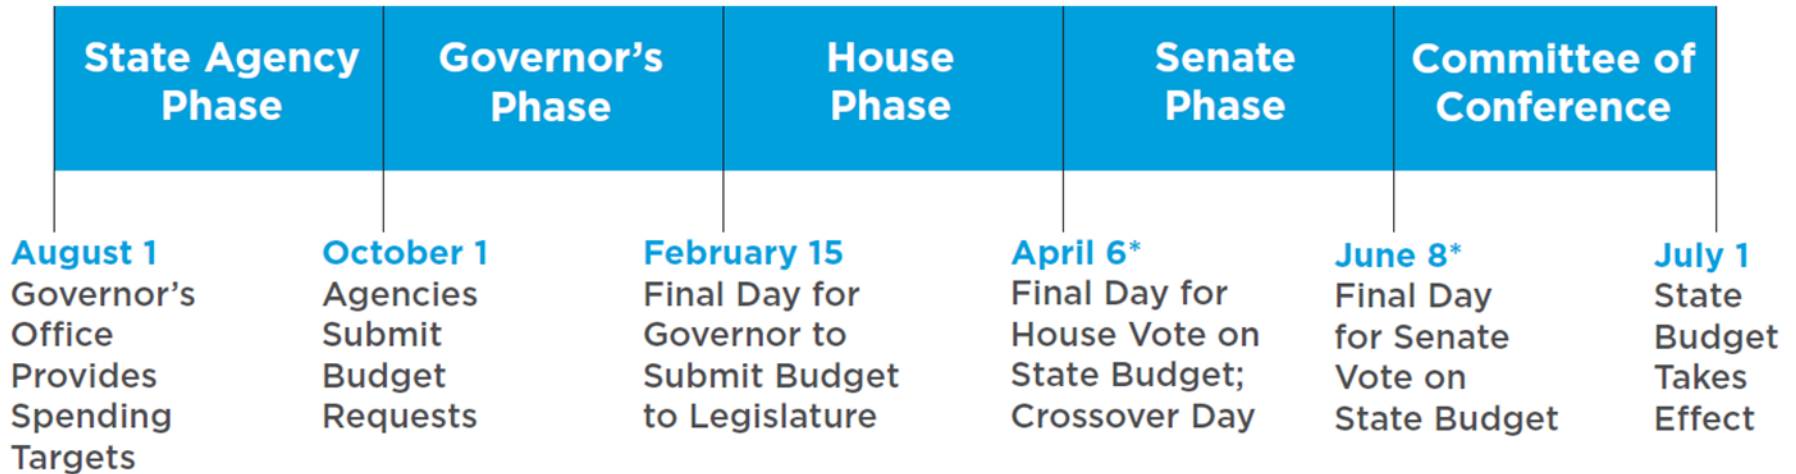 State Agency
Phase
Governor's
Phase
House
Phase
Senate
Phase
Committee of
Conference
August 1
Governor's
Office
Provides
Spending
Targets
October 1
Agencies
Submit
Budget
Requests
February 15
Final Day for
Governor to
Submit Budget
to Legislature
April 6*
Final Day for
House Vote on
State Budget;
Crossover Day
June 8*
Final Day
for Senate
Vote on
State Budget
July 1
State
Budget
Takes
Effect